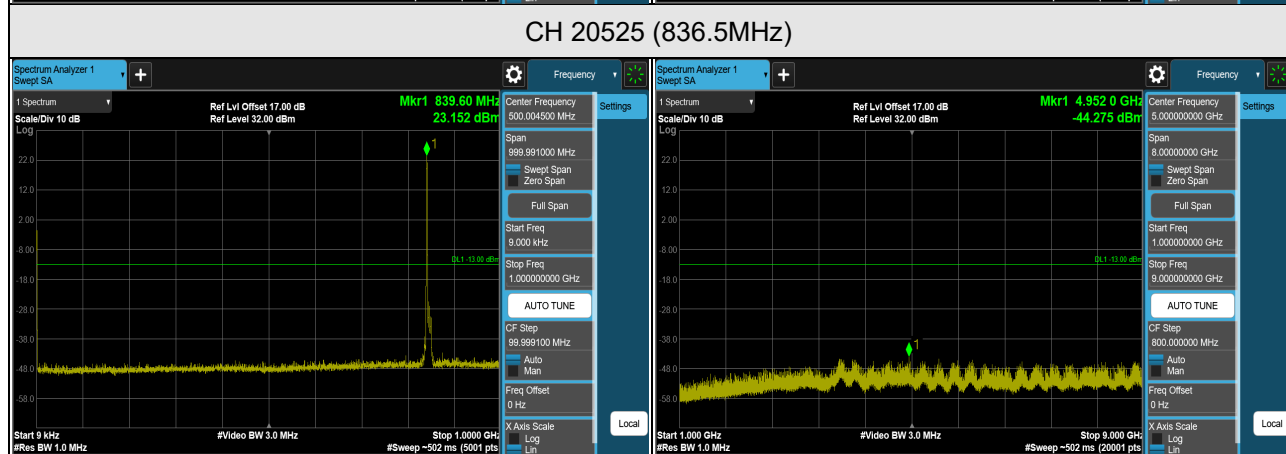 CH 20525 (836.5MHz)
Spectrum Analyzer 1
Swept SA
+
Frequency
1 Spectrum
Ref Lvl Offset 17.00 dB
Mkr1 839.60 MHz
Scale/Div 10 dB
Ref Level 32.00 dBm
23.152 dBm
Log
1
22.0
12.0
2.00
-8.00
DL1 -13.00 dBm
-18.0
-28.0
-38.0
-48.0
-58.0
Start 9 kHz
#Video BW 3.0 MHz
Stop 1.0000 GHz
#Res BW 1.0 MHz
#Sweep ~502 ms (5001 pts
Center Frequency
500.004500 MHz
Settings
Span
999.991000 MHz
Swept Span
Zero Span
Full Span
Start Freq
9.000 kHz
Stop Freq
1.000000000 GHz
AUTO TUNE
CF Step
99.999100 MHz
Auto
Man
Freq Offset
0 Hz
X Axis Scale
Log
Lin
Local
Spectrum Analyzer 1
Swept SA
+
Frequency
1 Spectrum
Ref Lvl Offset 17.00 dB
Mkr1 4.952 0 GHz
Scale/Div 10 dB
Ref Level 32.00 dBm
-44.275 dBm
Log
22.0
12.0
2.00
-8.00
DL1 -13.00 dBm
-18.0
-28.0
-38.0
1
-48.0
-58.0
Start 1.000 GHz
#Video BW 3.0 MHz
Stop 9.000 GHz
#Res BW 1.0 MHz
#Sweep ~502 ms (20001 pts
Center Frequency
5.00000000 GHz
Settings
Span
8.00000000 GHz
Swept Span
Zero Span
Full Span
Start Freq
1.000000000 GHz
Stop Freq
9.000000000 GHz
AUTO TUNE
CF Step
800.000000 MHz
Auto
Man
Freq Offset
0 Hz
X Axis Scale
Log
Lin
Local